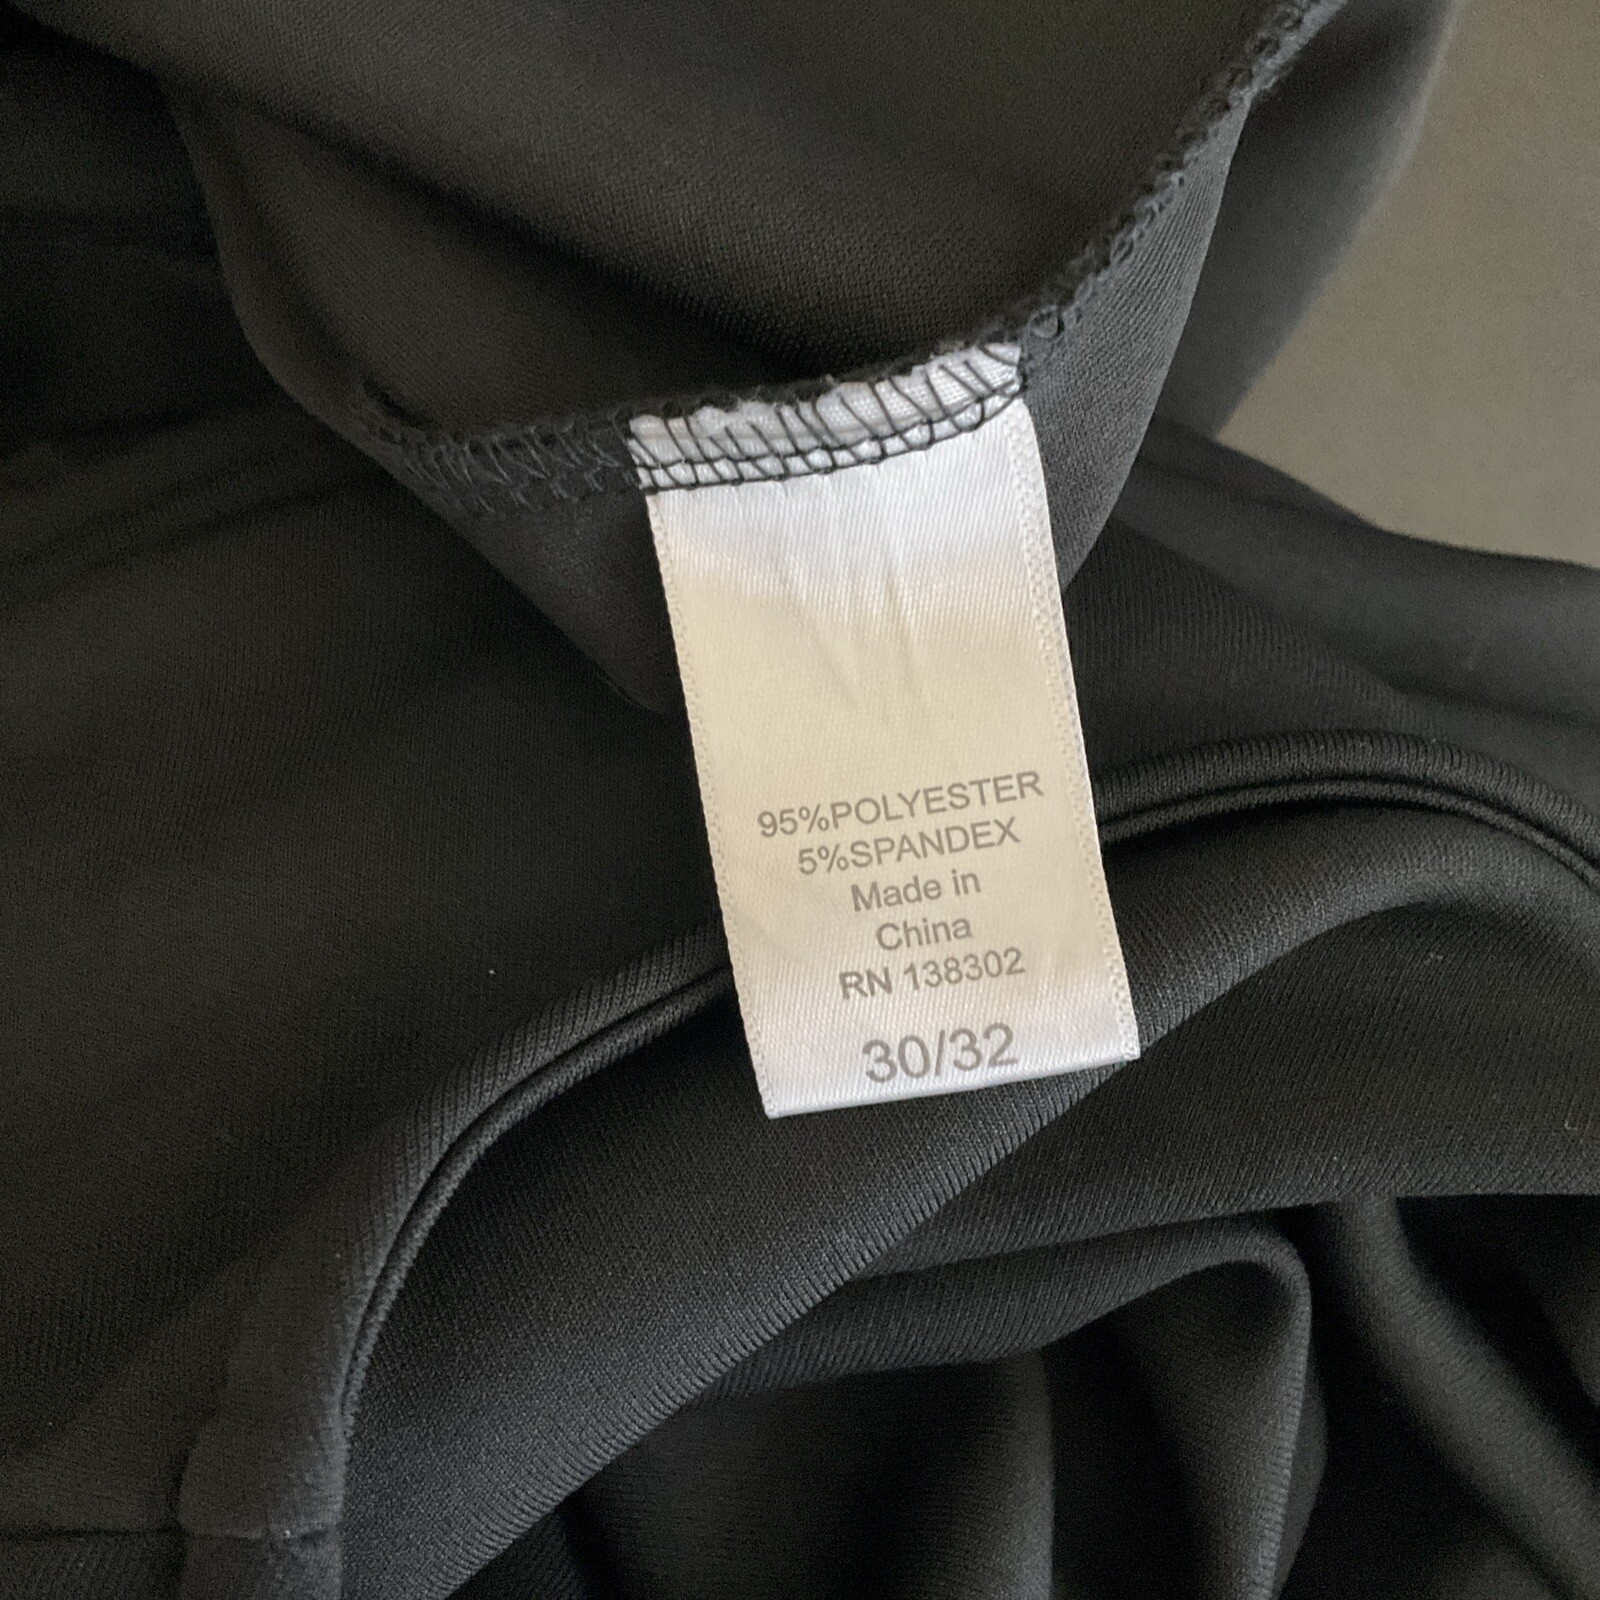 95%POLYESTER
5%SPANDEX
Made in
China
RN 138302
30/32